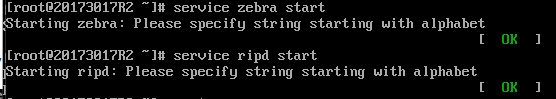 [root@20173017R2 ~]# service zebra start
Starting zebra: Please specify string starting with alphabet
[  OK  ]
[root@20173017R2 ~]# service ripd start
Starting ripd: Please specify string starting with alphabet
[  OK  ]